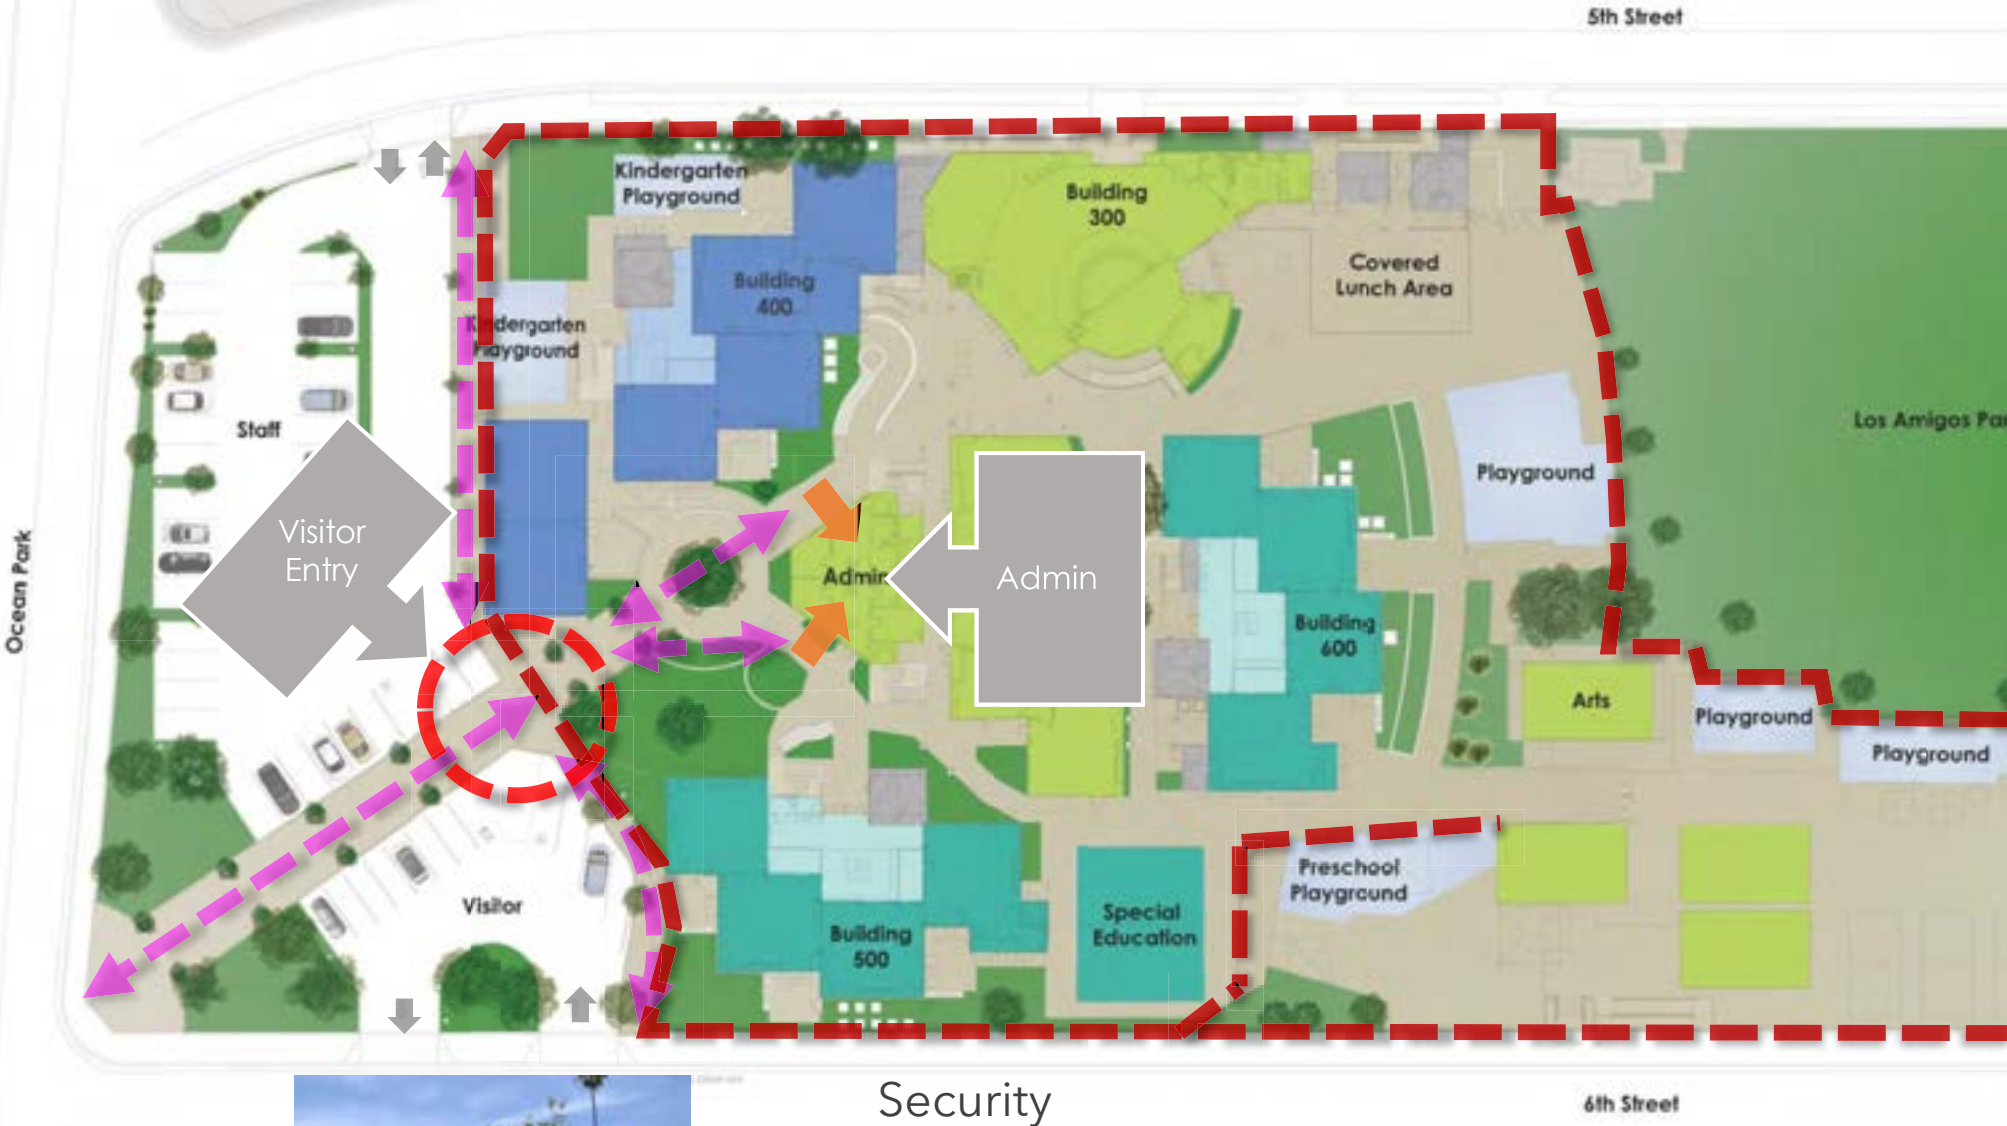 5th Street
Kindergarten
Playground
Building
300
Building
400
Covered
Lunch Area
Kindergarten
Playground
Los Amigos Par
Staff
Playground
Visitor
Entry
Ocean Park
Admin
Admin
Building
600
Arts
Playground
Playground
Preschool
Playground
Visitor
Special
Education
Building
500
Security
6th Street